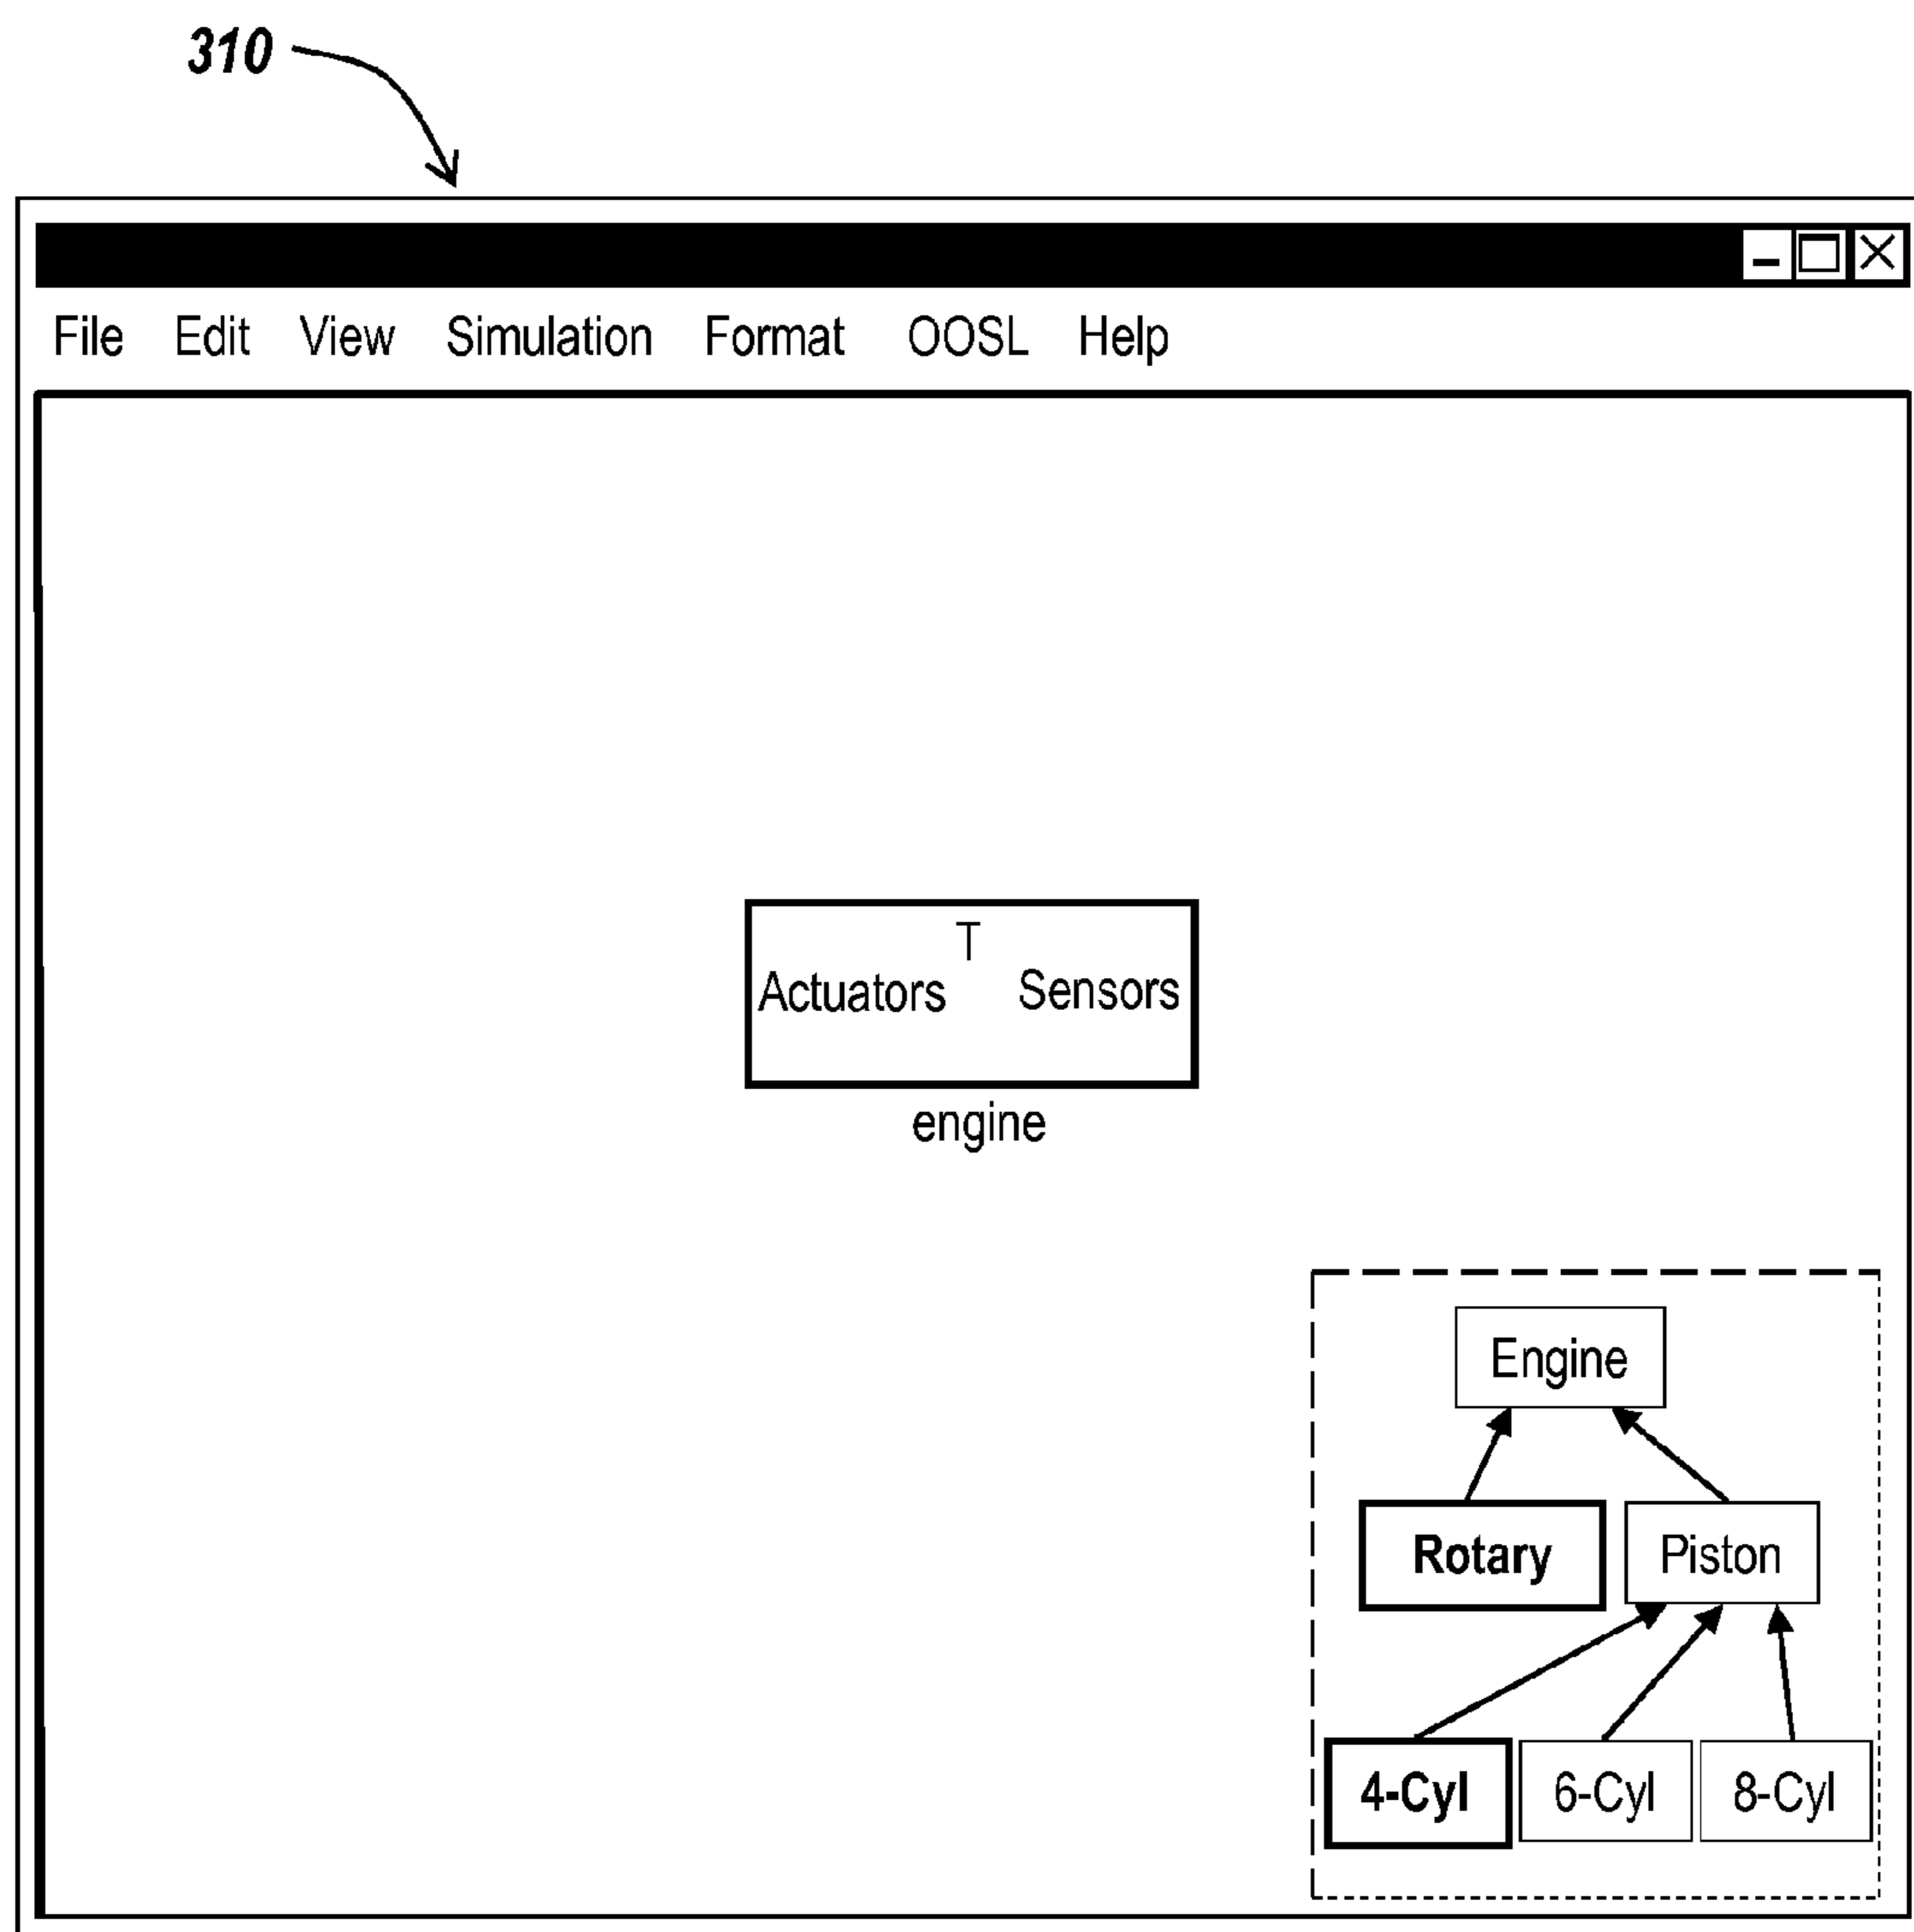 310
File Edit View Simulation Format OOSL Help
T
Actuators Sensors
engine
Engine
Rotary Piston
4-Cyl 6-Cyl 8-Cyl